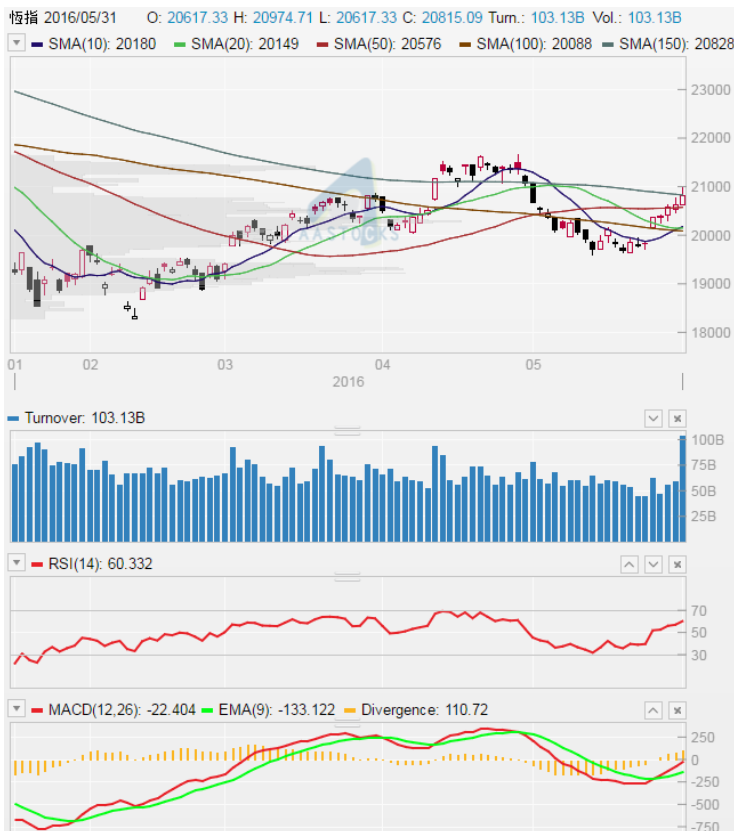 恆指 2016/05/31 O: 20617.33 H: 20974.71 L: 20617.33 C: 20815.09 Turn.: 103.13B Vol.: 103.13B
SMA(10): 20180 SMA(20): 20149 SMA(50): 20576 SMA(100): 20088 SMA(150): 20828
23000
22000
21000
20000
19000
18000
AASTOCKS
01 02 03 04 05
2016
Turnover: 103.13B
100B
75B
50B
25B
RSI(14): 60.332
70
50
30
MACD(12,26): -22.404 EMA(9): -133.122 Divergence: 110.72
250
0
-250
-500
-750